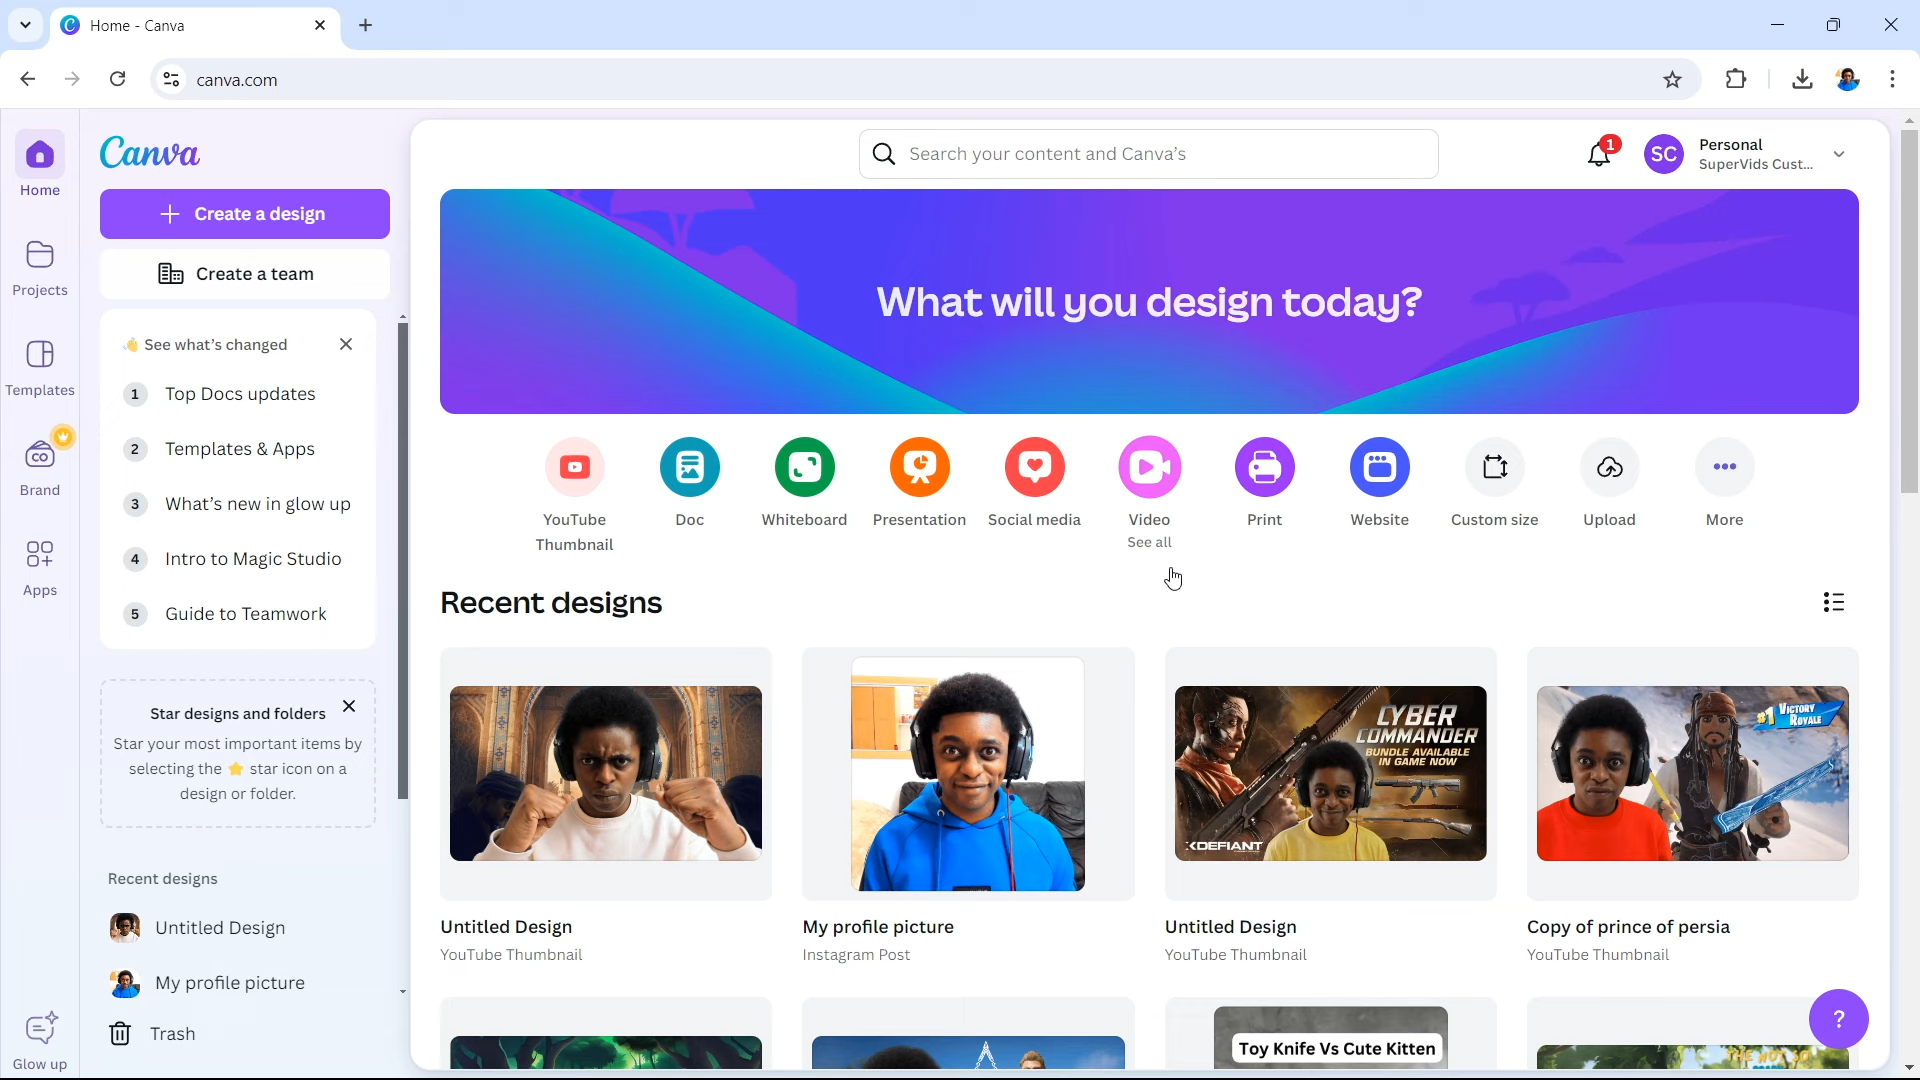 Home - Canva
canva.com
Home
Projects
Templates
Brand
Apps
Glow up
Canva
Create a design
Create a team
See what's changed
1 Top Docs updates
2 Templates & Apps
3 What's new in glow up
4 Intro to Magic Studio
5 Guide to Teamwork
Star designs and folders
Star your most important items by
selecting the star icon on a
design or folder.
Recent designs
Untitled Design
My profile picture
Trash
Search your content and Canva's
1
SC
Personal
SuperVids Cust...
What will you design today?
YouTube
Thumbnail
Doc
Whiteboard
Presentation
Social media
Video
See all
Print
Website
Custom size
Upload
More
Recent designs
CYBER
COMMANDER
BUNDLE AVAILABLE
IN GAME NOW
XDEFIANT
#1 VICTORY
ROYALE
Untitled Design
YouTube Thumbnail
My profile picture
Instagram Post
Untitled Design
YouTube Thumbnail
Copy of prince of persia
YouTube Thumbnail
Toy Knife Vs Cute Kitten
THE NOT SO
?